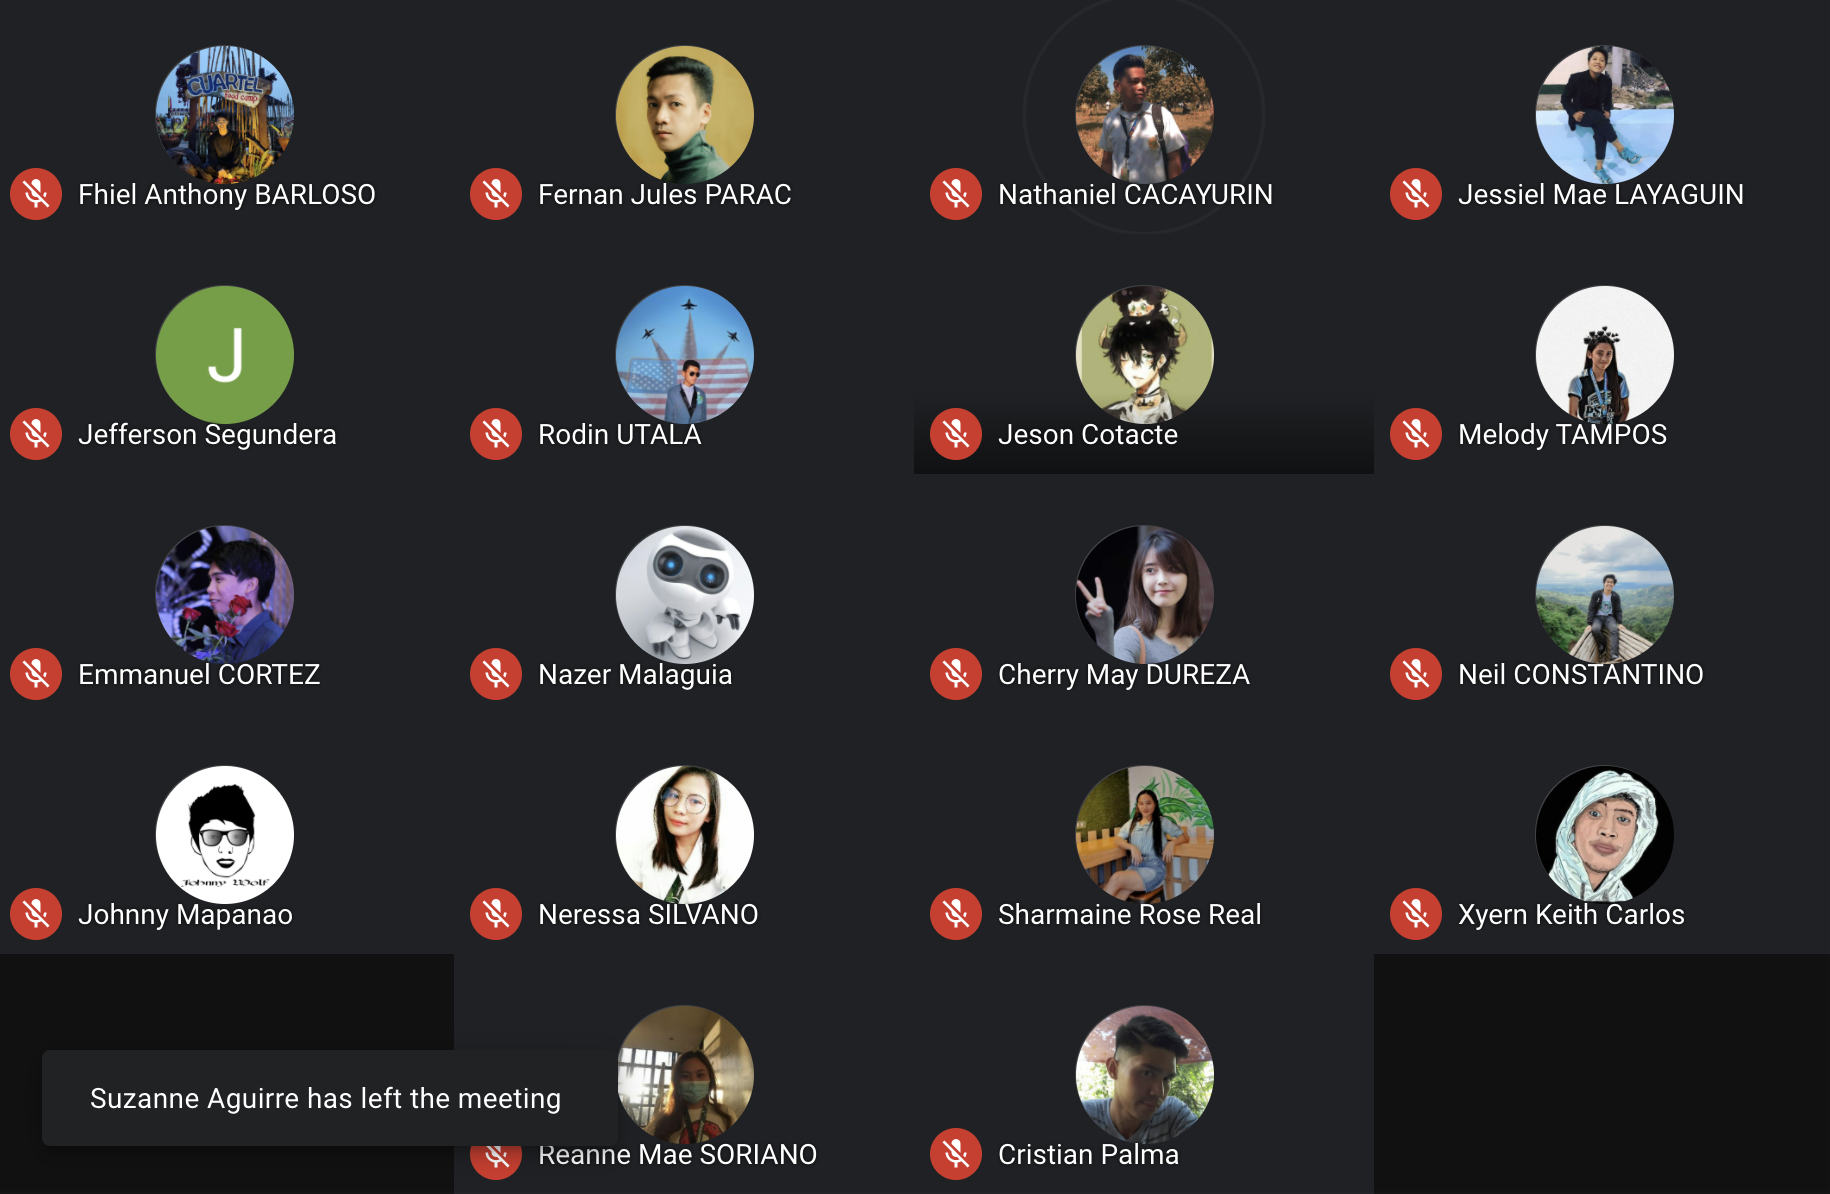 CUARTEL
food camp
Fhiel Anthony BARLOSO
Fernan Jules PARAC
Nathaniel CACAYURIN
Jessiel Mae LAYAGUIN
J
Jefferson Segundera
Rodin UTALA
Jeson Cotacte
Melody TAMPOS
Emmanuel CORTEZ
Nazer Malaguia
Cherry May DUREZA
Neil CONSTANTINO
Johnny Wolf
Johnny Mapanao
Neressa SILVANO
Sharmaine Rose Real
Xyern Keith Carlos
Suzanne Aguirre has left the meeting
Reanne Mae SORIANO
Cristian Palma